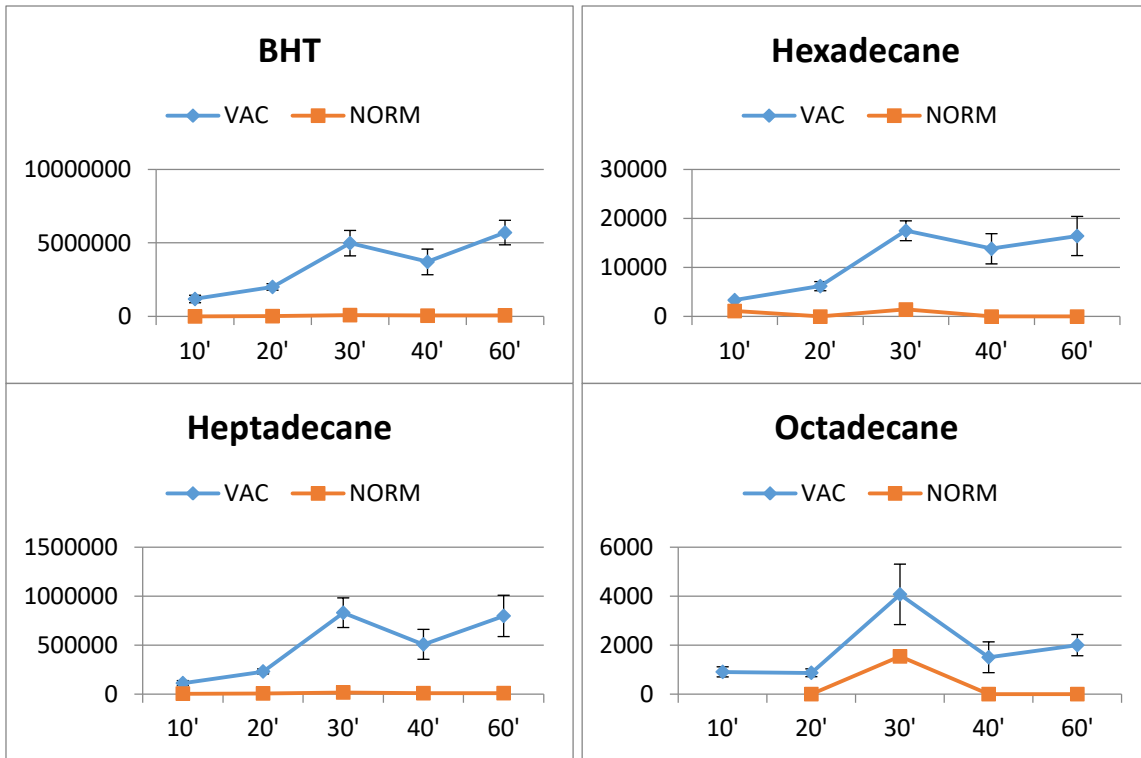 BHT
VAC NORM
10000000
5000000
0
10' 20' 30' 40' 60'
Hexadecane
VAC NORM
30000
20000
10000
0
10' 20' 30' 40' 60'
Heptadecane
VAC NORM
1500000
1000000
500000
0
10' 20' 30' 40' 60'
Octadecane
VAC NORM
6000
4000
2000
0
10' 20' 30' 40' 60'